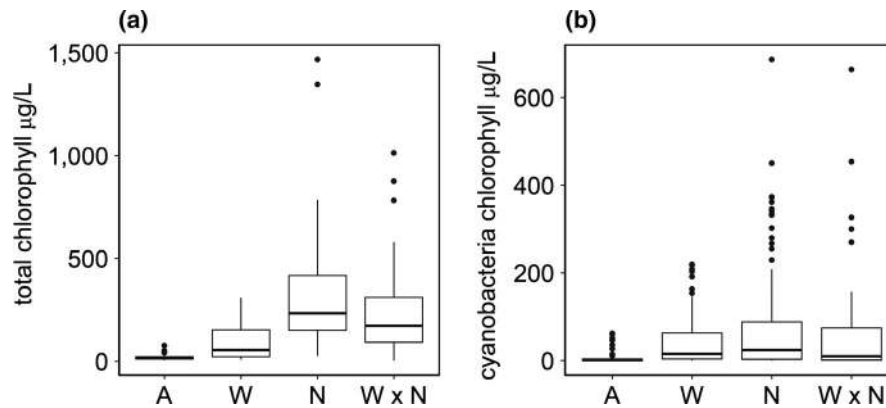 (a)
total chlorophyll µg/L
1,500
1,000
500
0
A W N W x N
(b)
cyanobacteria chlorophyll µg/L
600
400
200
0
A W N W x N